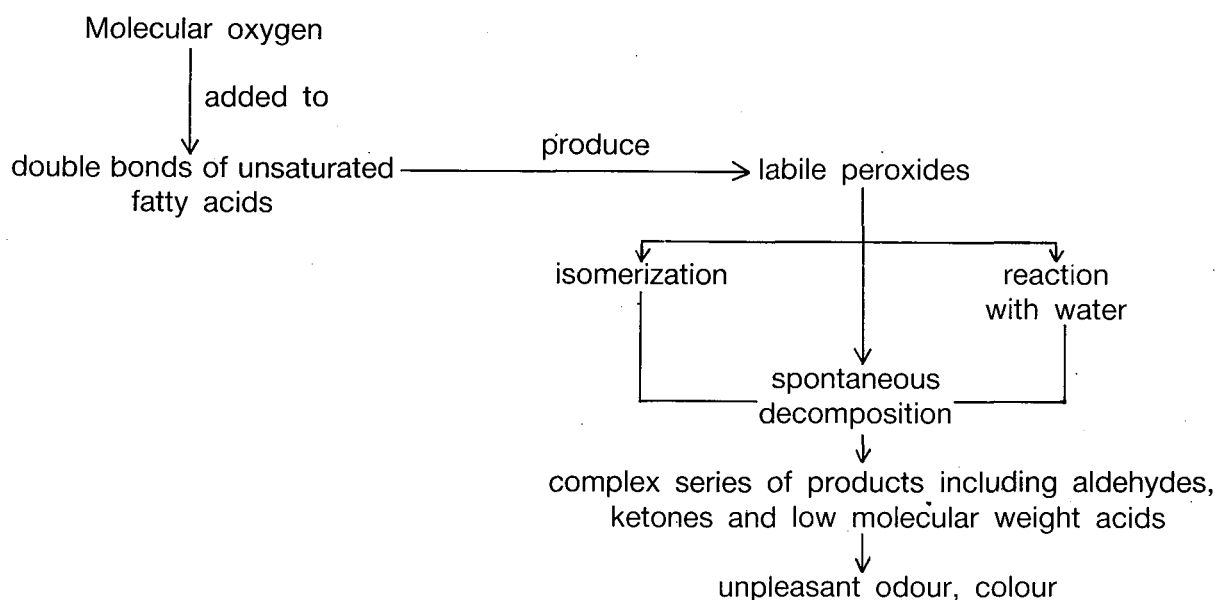 Molecular oxygen
added to
double bonds of unsaturated
fatty acids
produce
labile peroxides
isomerization
reaction
with water
spontaneous
decomposition
complex series of products including aldehydes,
ketones and low molecular weight acids
unpleasant odour, colour